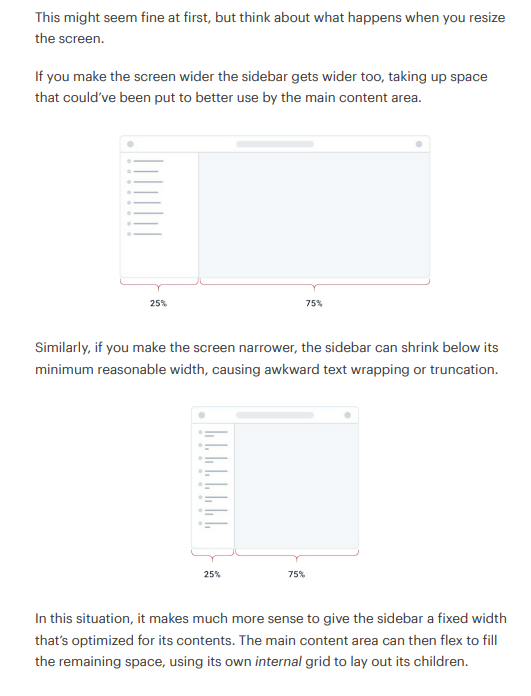 This might seem fine at first, but think about what happens when you resize
the screen.
If you make the screen wider the sidebar gets wider too, taking up space
that could’ve been put to better use by the main content area.
25%
75%
Similarly, if you make the screen narrower, the sidebar can shrink below its
minimum reasonable width, causing awkward text wrapping or truncation.
25%
75%
In this situation, it makes much more sense to give the sidebar a fixed width
that’s optimized for its contents. The main content area can then flex to fill
the remaining space, using its own internal grid to lay out its children.